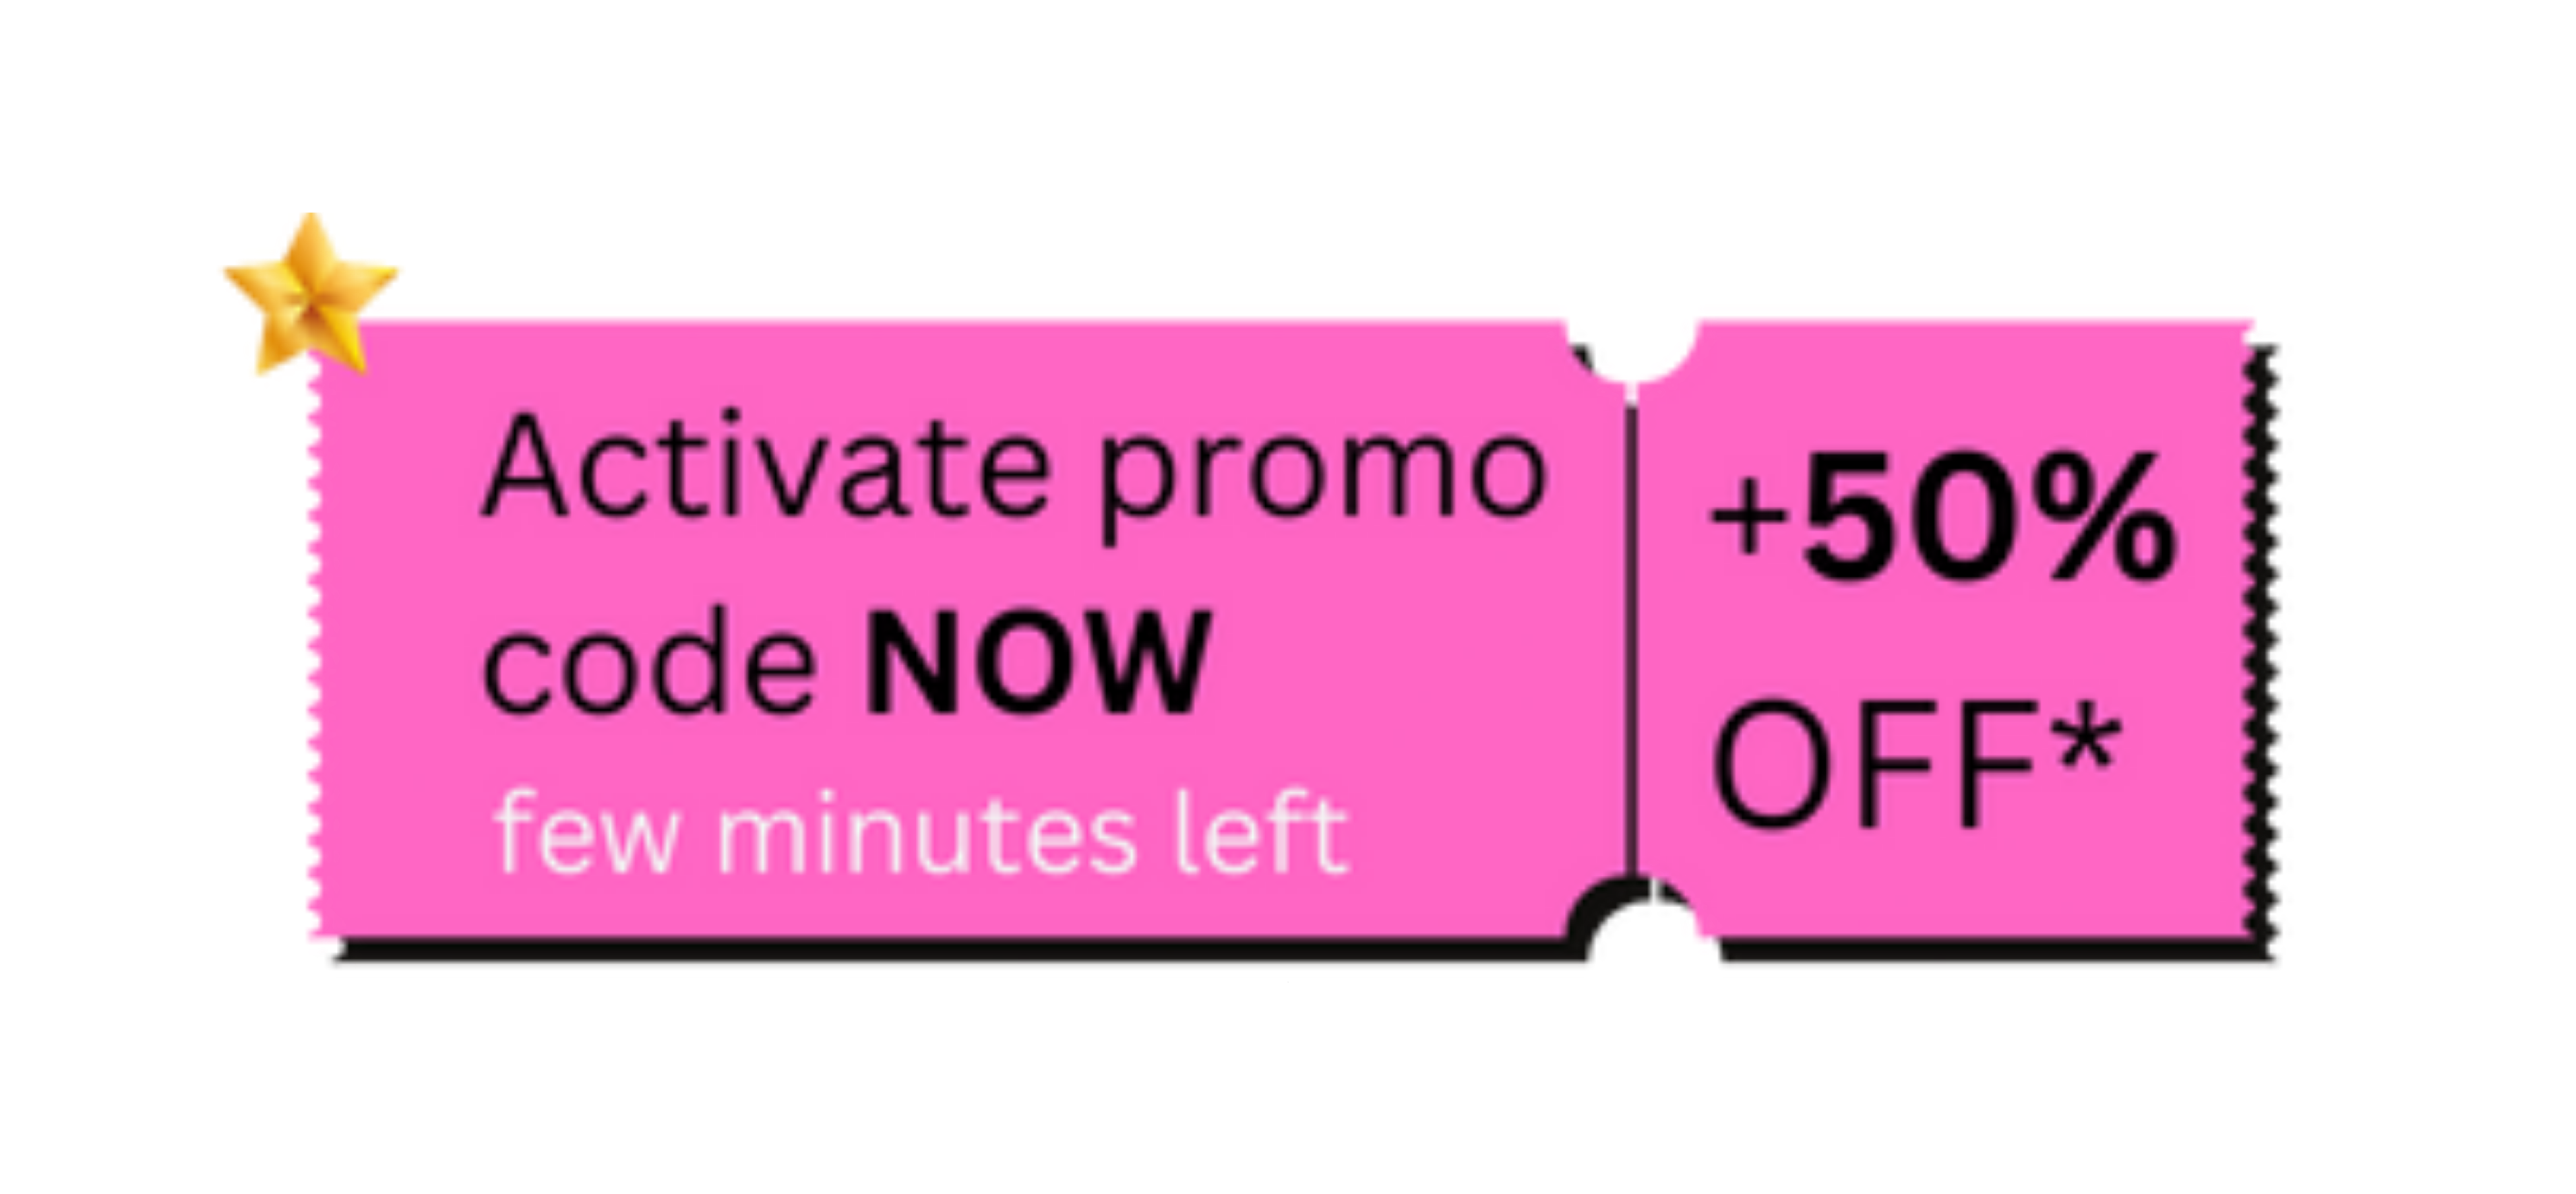 Activate promo
code NOW
few minutes left
+50%
OFF*